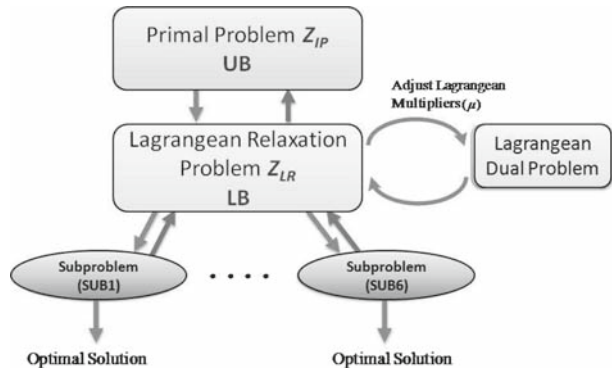 Primal Problem Z_IP
UB
Adjust Lagrangean
Multipliers(μ)
Lagrangean Relaxation
Problem Z_LR
LB
Lagrangean
Dual Problem
Subproblem
(SUB1)
. . . .
Subproblem
(SUB6)
Optimal Solution
Optimal Solution